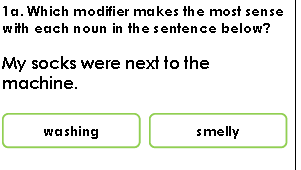 1a. Which modifier makes the most sense
with each noun in the sentence below?
My socks were next to the
machine.
washing
smelly